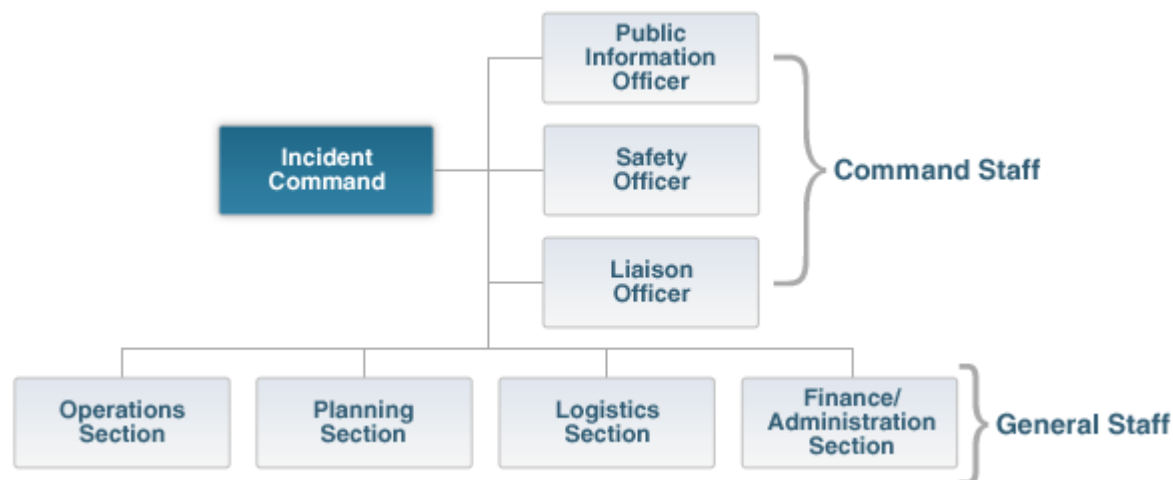 Public
Information
Officer
Incident
Command
Safety
Officer
Command Staff
Liaison
Officer
Operations
Section
Planning
Section
Logistics
Section
Finance/
Administration
Section
General Staff